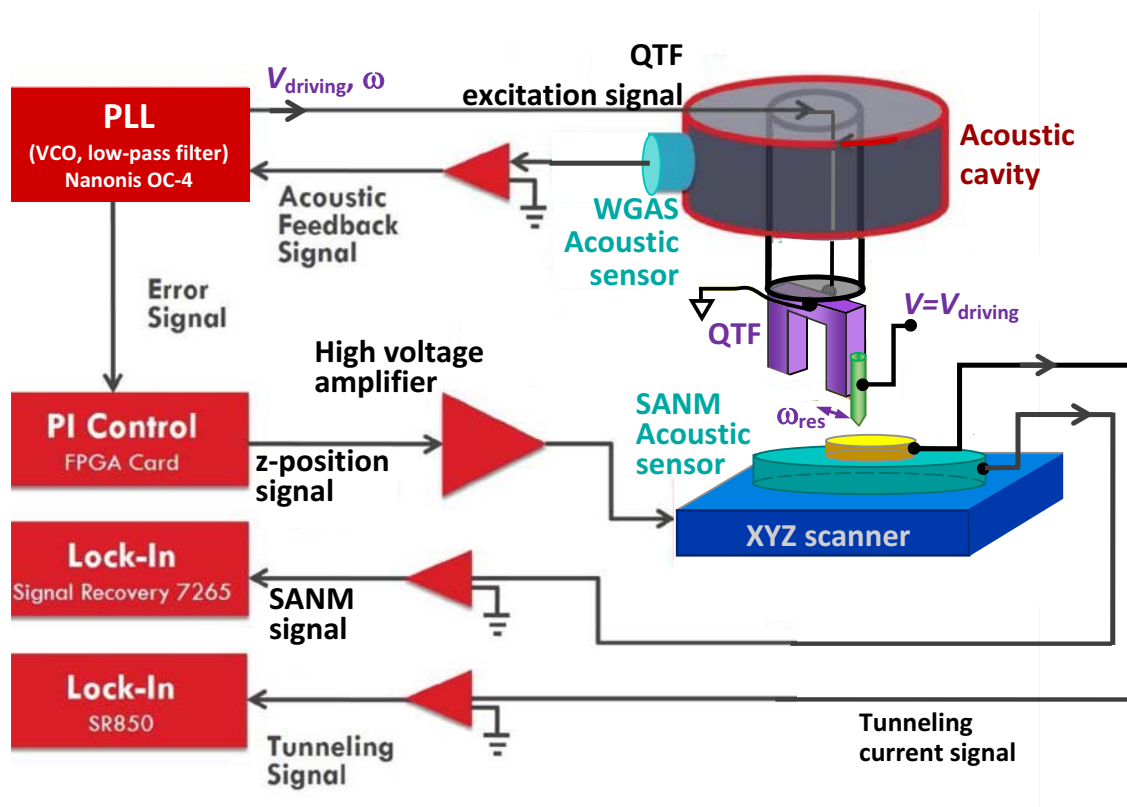 PLL
(VCO, low-pass filter)
Nanonis OC-4
Vdriving, ω
QTF
excitation signal
Acoustic
Feedback
Signal
WGAS
Acoustic
sensor
Acoustic
cavity
Error
Signal
QTF
V=Vdriving
High voltage
amplifier
PI Control
FPGA Card
z-position
signal
SANM
Acoustic
sensor
ωres
XYZ scanner
Lock-In
Signal Recovery 7265
SANM
signal
Lock-In
SR850
Tunneling
Signal
Tunneling
current signal